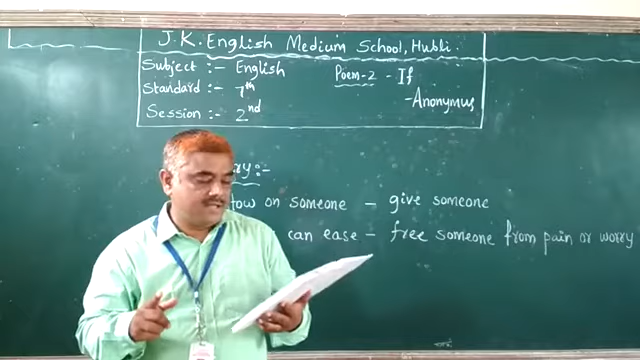 J.K. English Medium School, Hubli.
Subject :- English
Standard :- 7th
Session :- 2nd
Poem-2 - If
-Anonymus
ry:-
tow on someone - give someone
can ease - free someone from pain or worry